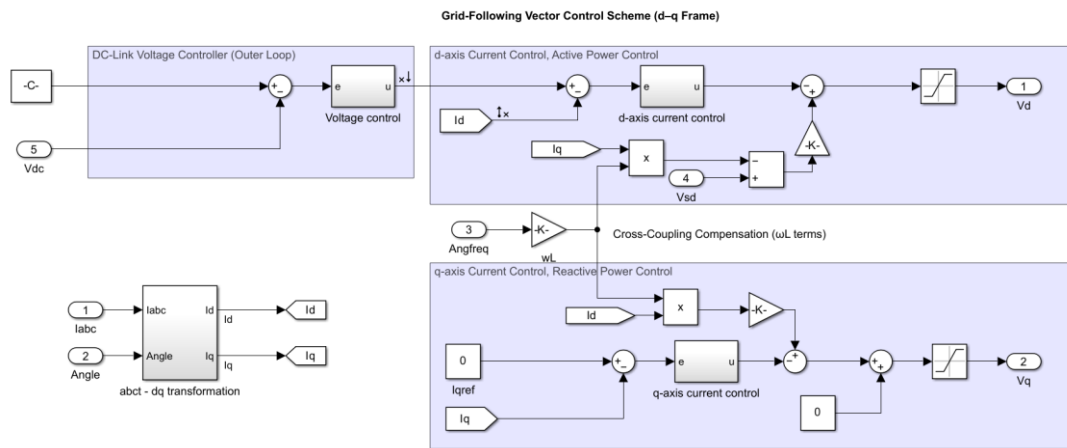 Grid-Following Vector Control Scheme (d–q Frame)
DC-Link Voltage Controller (Outer Loop)
-C-
+
−
e
u
Voltage control
5
Vdc
d-axis Current Control, Active Power Control
Id
+
−
e
u
d-axis current control
−
+
1
Vd
Iq
x
4
Vsd
−
+
-K-
3
Angfreq
-K-
wL
Cross-Coupling Compensation (ωL terms)
q-axis Current Control, Reactive Power Control
Id
x
-K-
0
Iqref
Iq
+
−
e
u
q-axis current control
−
+
0
+
+
2
Vq
1
Iabc
2
Angle
Iabc
Angle
Id
Iq
abct - dq transformation
Id
Iq
Id
Iq